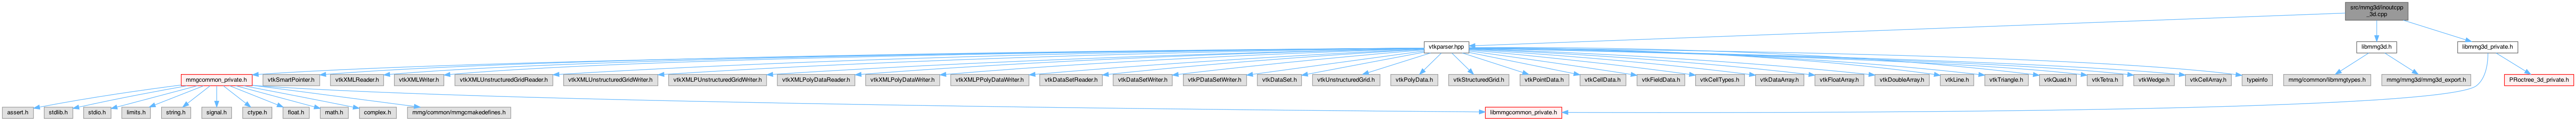 src/mmg3d/inoutcpp
_3d.cpp
vtkparser.hpp
libmmg3d.h
libmmg3d_private.h
mmgcommon_private.h
vtkSmartPointer.h
vtkXMLReader.h
vtkXMLWriter.h
vtkXMLUnstructuredGridReader.h
vtkXMLUnstructuredGridWriter.h
vtkXMLPUnstructuredGridWriter.h
vtkXMLPolyDataReader.h
vtkXMLPolyDataWriter.h
vtkXMLPPolyDataWriter.h
vtkDataSetReader.h
vtkDataSetWriter.h
vtkPDataSetWriter.h
vtkDataSet.h
vtkUnstructuredGrid.h
vtkPolyData.h
vtkStructuredGrid.h
vtkPointData.h
vtkCellData.h
vtkFieldData.h
vtkCellTypes.h
vtkDataArray.h
vtkFloatArray.h
vtkDoubleArray.h
vtkLine.h
vtkTriangle.h
vtkQuad.h
vtkTetra.h
vtkWedge.h
vtkCellArray.h
typeinfo
mmg/common/libmmgtypes.h
mmg/mmg3d/mmg3d_export.h
PRoctree_3d_private.h
assert.h
stdlib.h
stdio.h
limits.h
string.h
signal.h
ctype.h
float.h
math.h
complex.h
mmg/common/mmgcmakedefines.h
libmmgcommon_private.h